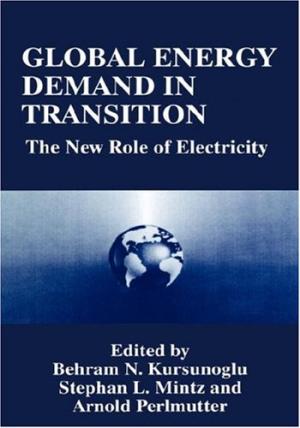 GLOBAL ENERGY
DEMAND IN
TRANSITION
The New Role of Electricity
Edited by
Behram N. Kursunoglu
Stephan L. Mintz and
Arnold Perlmutter